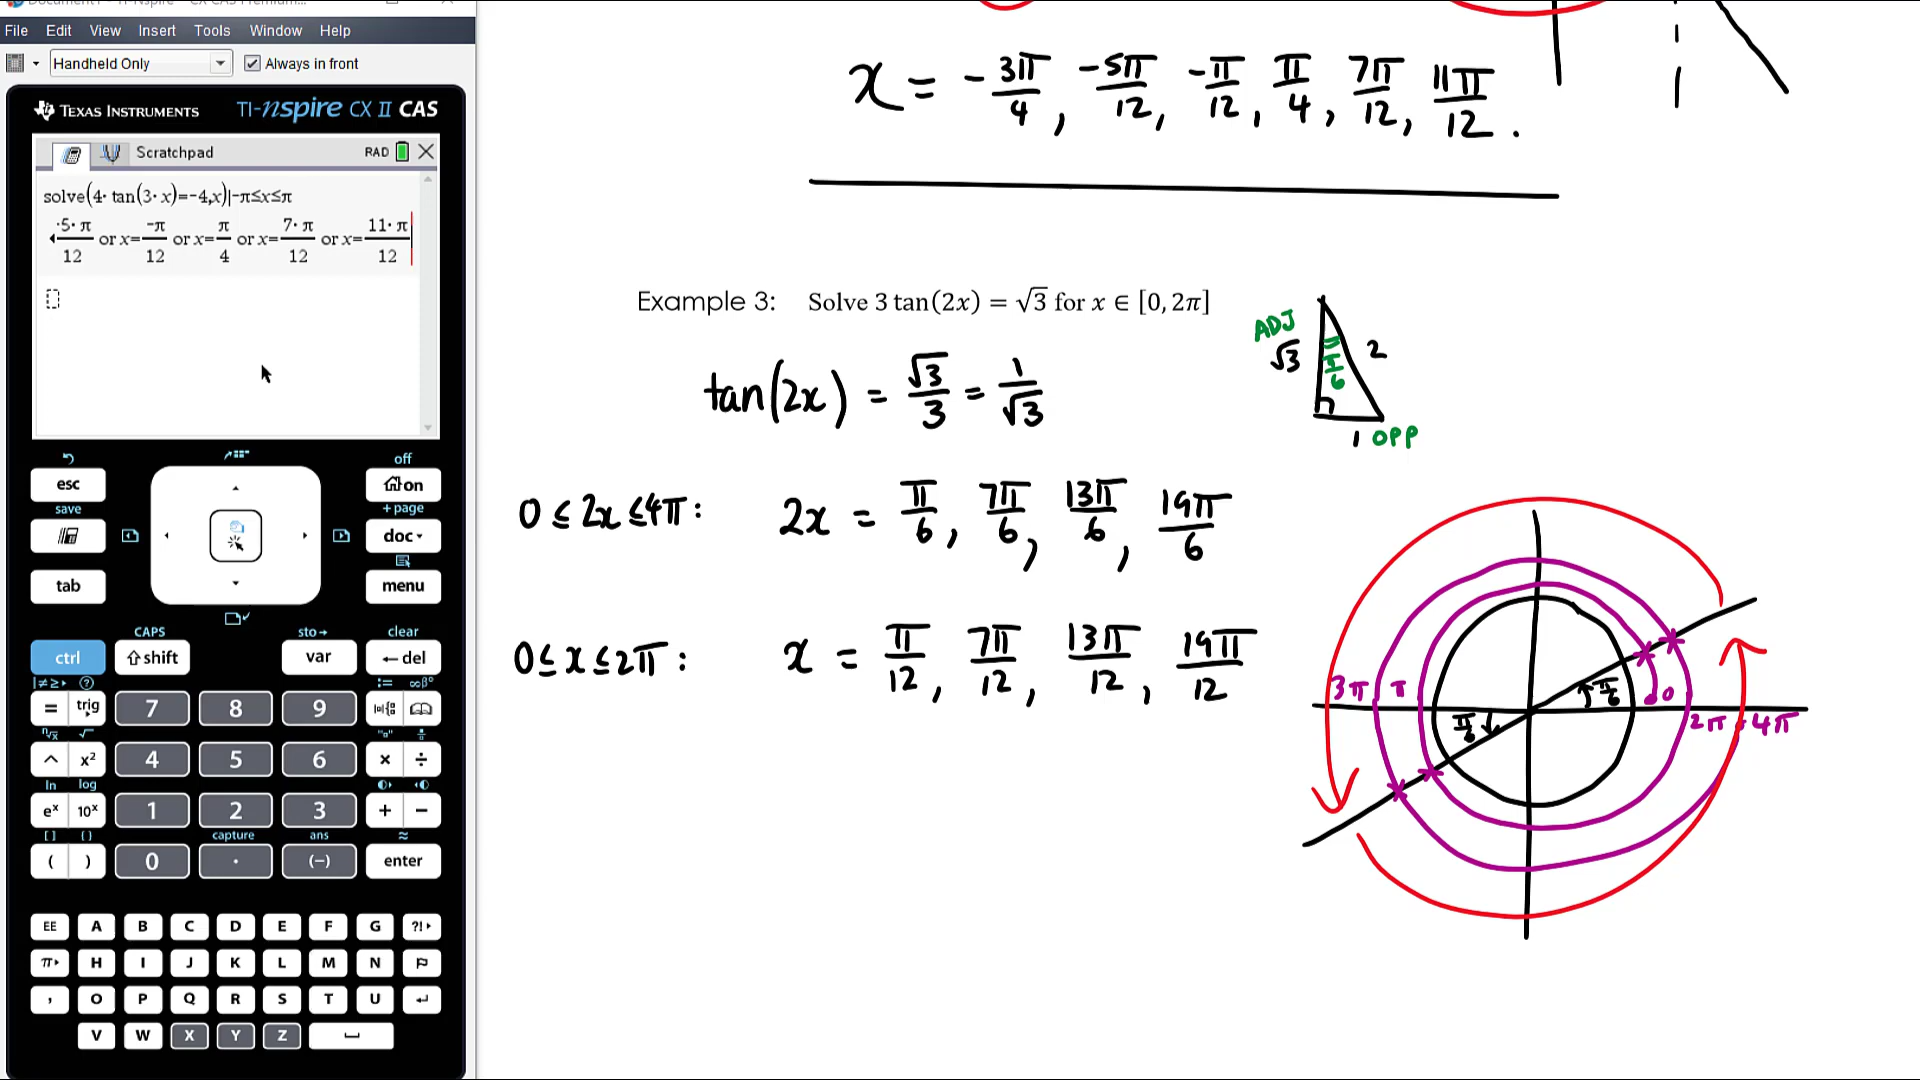 File Edit View Insert Tools Window Help
Handheld Only Always in front
TEXAS INSTRUMENTS TI-nspire CX II CAS
Scratchpad RAD
solve(4·tan(3·x)=-4,x)|-π≤x≤π
5·π/12 or x=-π/12 or x=π/4 or x=7·π/12 or x=11·π/12
off
esc on
save + page
doc
tab menu
CAPS sto→ clear
ctrl shift var ←del
|≠≥▸ ? := ∞β°
= trig 7 8 9
ⁿ√x √
^ x² 4 5 6 × ÷
ln log
eˣ 10ˣ 1 2 3 + −
[ ] { } capture ans ≈
( ) 0 . (−) enter
EE A B C D E F G ?!▸
π▸ H I J K L M N
, O P Q R S T U ↵
V W X Y Z
x = -3π/4, -5π/12, -π/12, π/4, 7π/12, 11π/12.
Example 3: Solve 3 tan(2x) = √3 for x ∈ [0, 2π]
tan(2x) = √3/3 = 1/√3
ADJ
√3 π/6 2
1 OPP
0 ≤ 2x ≤ 4π: 2x = π/6, 7π/6, 13π/6, 19π/6
0 ≤ x ≤ 2π: x = π/12, 7π/12, 13π/12, 19π/12
3π π π/6 0
π/6 2π 4π